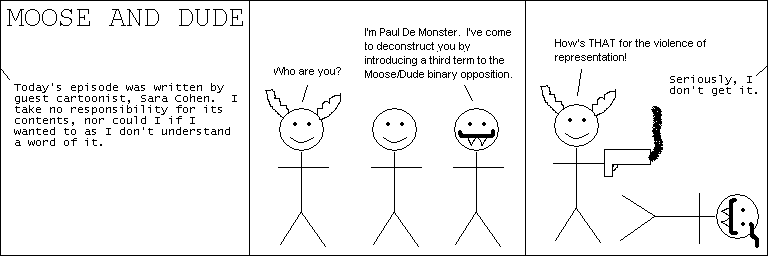 MOOSE AND DUDE
Today's episode was written by
guest cartoonist, Sara Cohen. I
take no responsibility for its
contents, nor could I if I
wanted to as I don't understand
a word of it.
Who are you?
I'm Paul De Monster. I've come
to deconstruct you by
introducing a third term to the
Moose/Dude binary opposition.
How's THAT for the violence of
representation!
Seriously, I
don't get it.